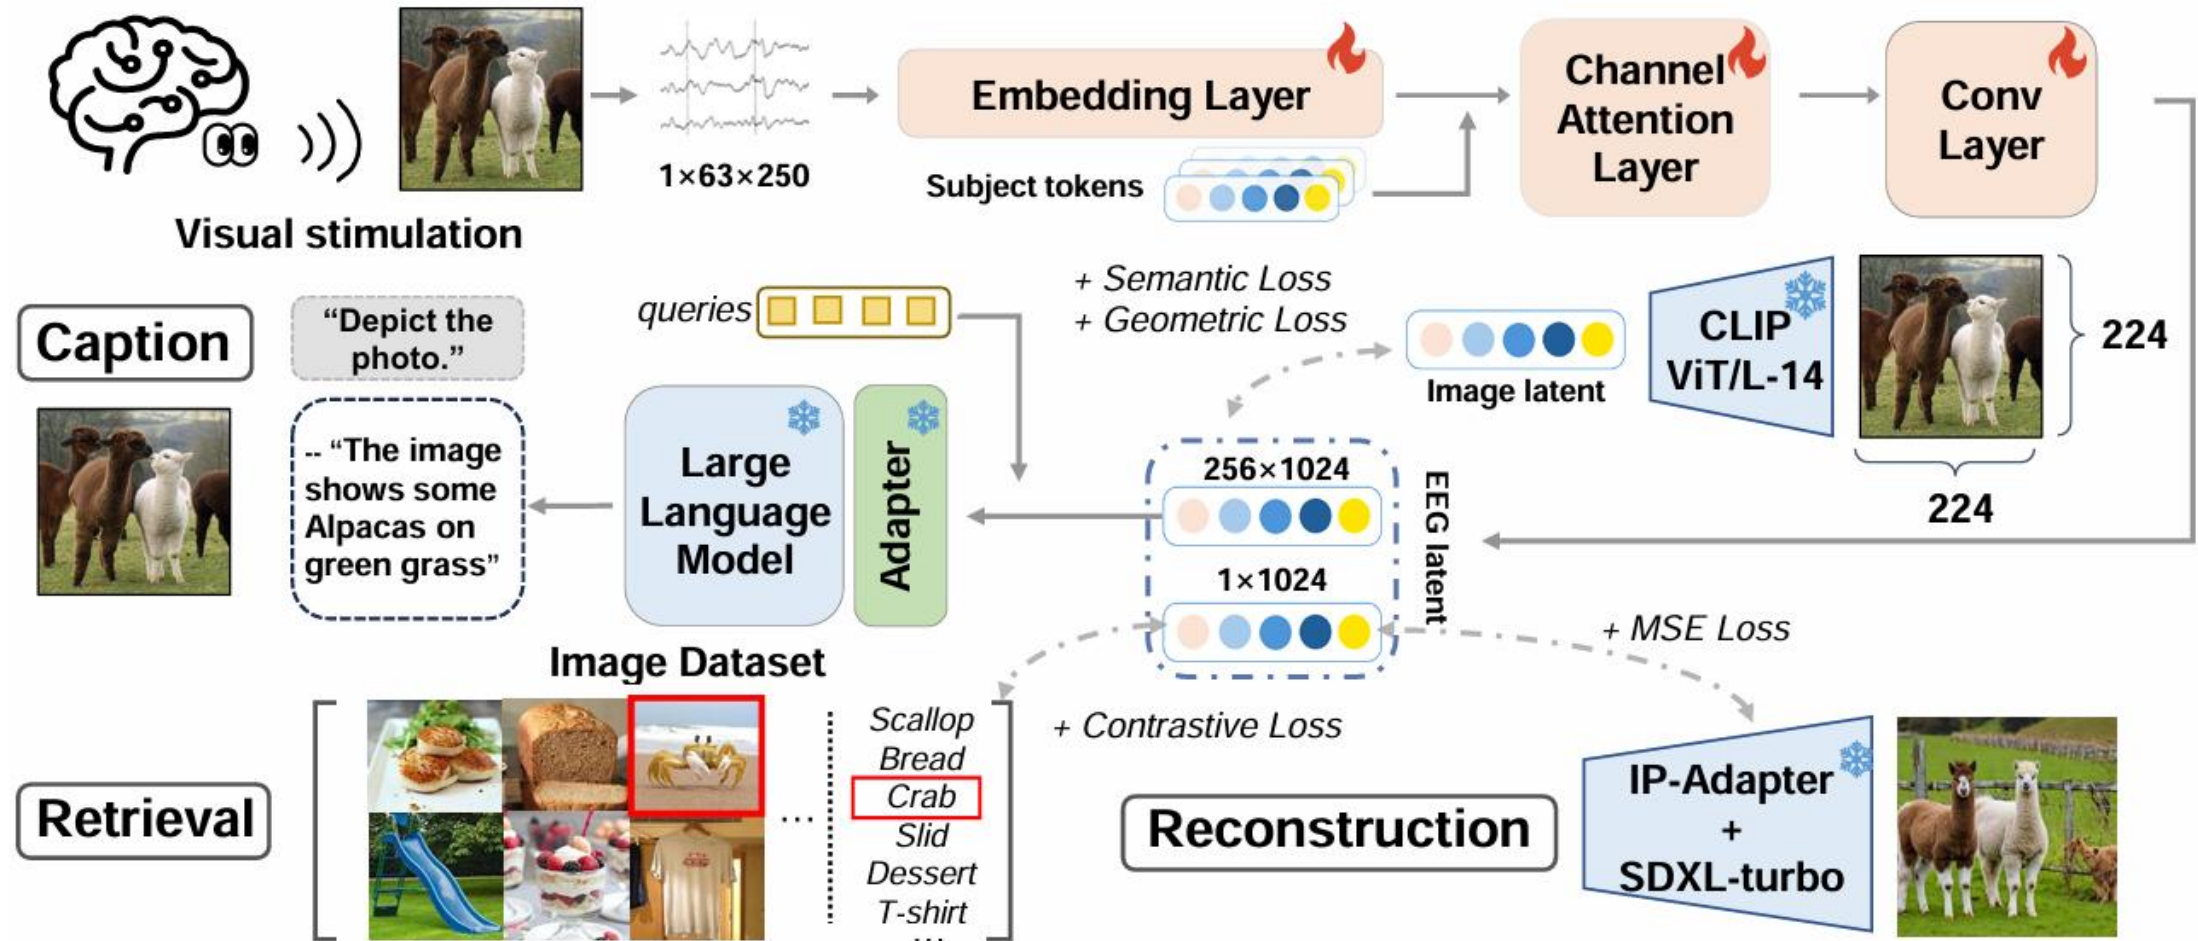 Visual stimulation
1×63×250
Embedding Layer
Subject tokens
Channel
Attention
Layer
Conv
Layer
Caption
“Depict the
photo.”
-- “The image
shows some
Alpacas on
green grass”
queries
Large
Language
Model
Adapter
+ Semantic Loss
+ Geometric Loss
Image latent
CLIP
ViT/L-14
224
224
256×1024
1×1024
EEG latent
+ MSE Loss
Image Dataset
Retrieval
...
Scallop
Bread
Crab
Slid
Dessert
T-shirt
...
+ Contrastive Loss
Reconstruction
IP-Adapter
+
SDXL-turbo